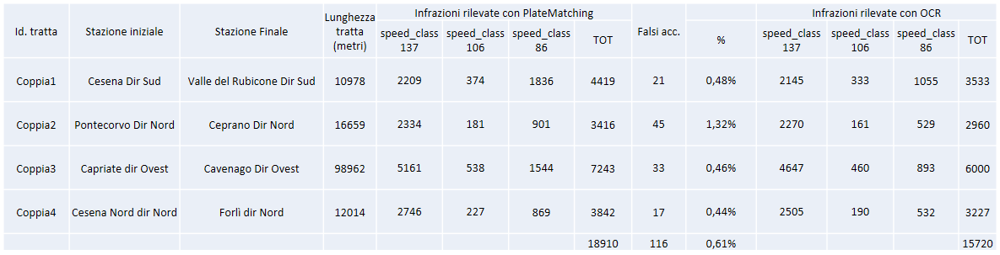 Id. tratta Stazione iniziale Stazione Finale Lunghezza tratta (metri) Infrazioni rilevate con PlateMatching Falsi acc. % Infrazioni rilevate con OCR
speed_class 137 speed_class 106 speed_class 86 TOT speed_class 137 speed_class 106 speed_class 86 TOT
Coppia1 Cesena Dir Sud Valle del Rubicone Dir Sud 10978 2209 374 1836 4419 21 0,48% 2145 333 1055 3533
Coppia2 Pontecorvo Dir Nord Ceprano Dir Nord 16659 2334 181 901 3416 45 1,32% 2270 161 529 2960
Coppia3 Capriate dir Ovest Cavenago Dir Ovest 98962 5161 538 1544 7243 33 0,46% 4647 460 893 6000
Coppia4 Cesena Nord dir Nord Forlì dir Nord 12014 2746 227 869 3842 17 0,44% 2505 190 532 3227
18910 116 0,61% 15720